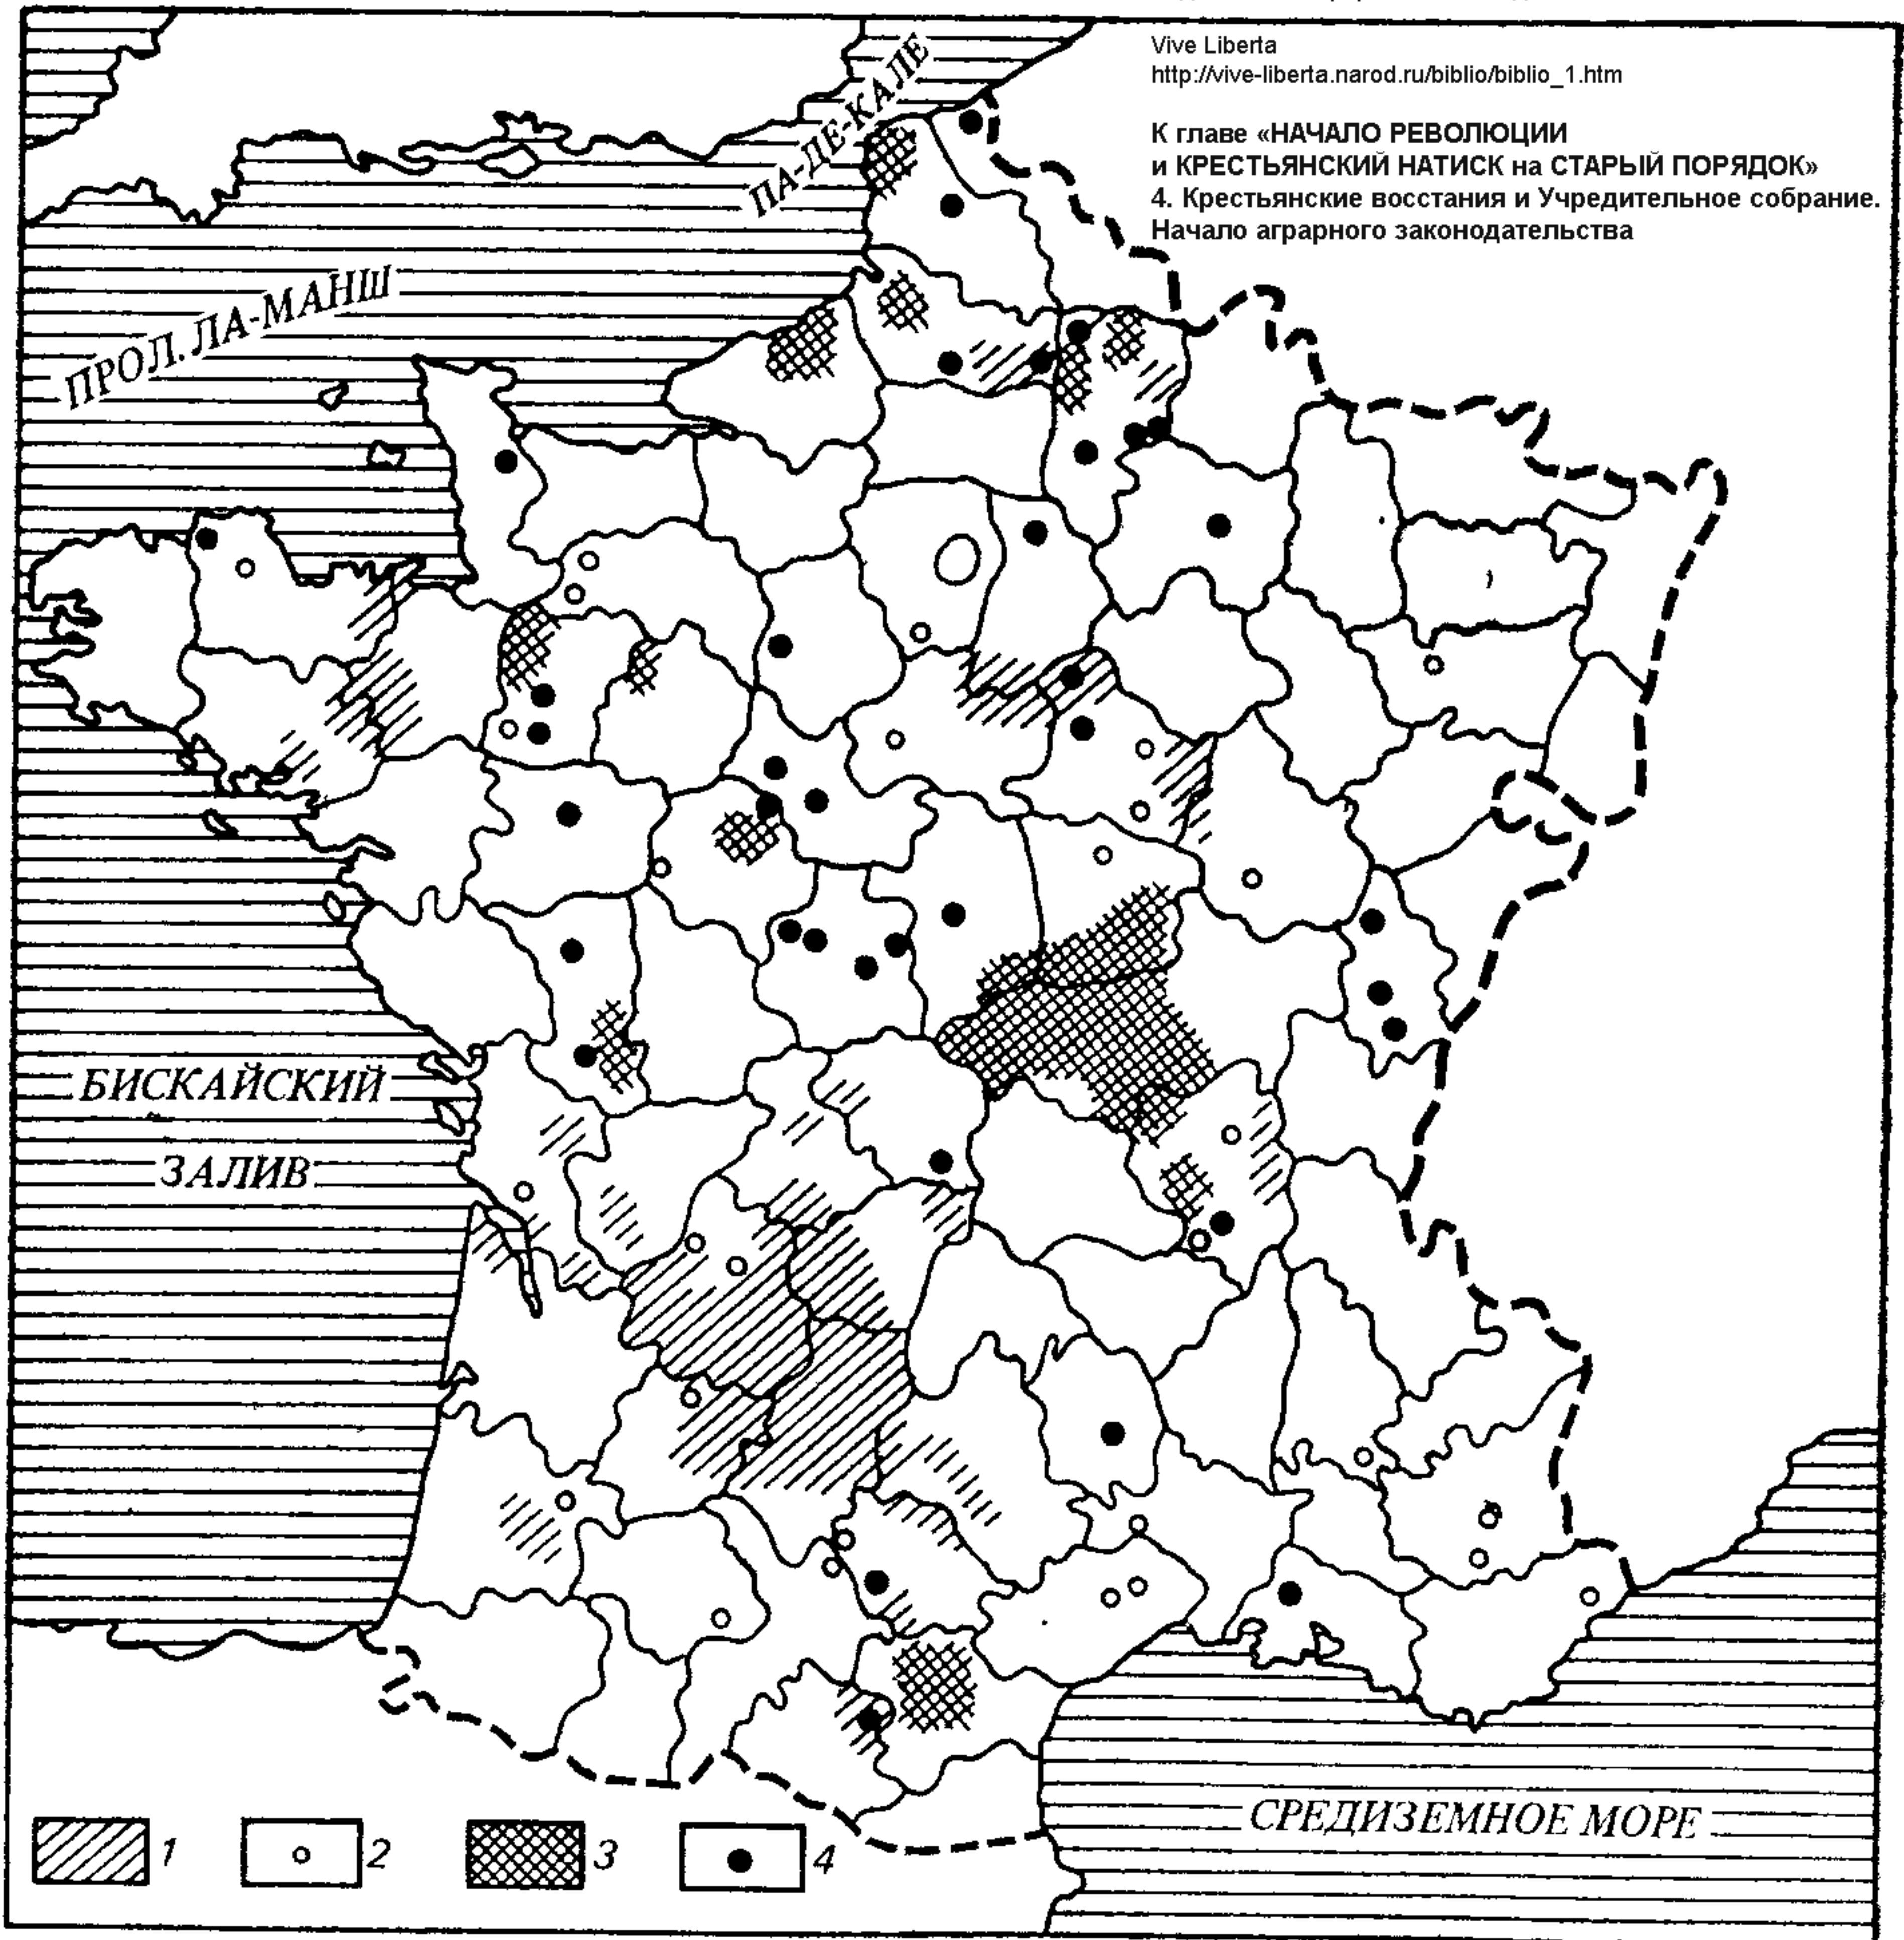 Vive Liberta
http://vive-liberta.narod.ru/biblio/biblio_1.htm
К главе «НАЧАЛО РЕВОЛЮЦИИ
и КРЕСТЬЯНСКИЙ НАТИСК на СТАРЫЙ ПОРЯДОК»
4. Крестьянские восстания и Учредительное собрание.
Начало аграрного законодательства
ПА-ДЕ-КАЛЕ
ПРОЛ. ЛА-МАНШ
БИСКАЙСКИЙ
ЗАЛИВ
СРЕДИЗЕМНОЕ МОРЕ
1 2 3 4